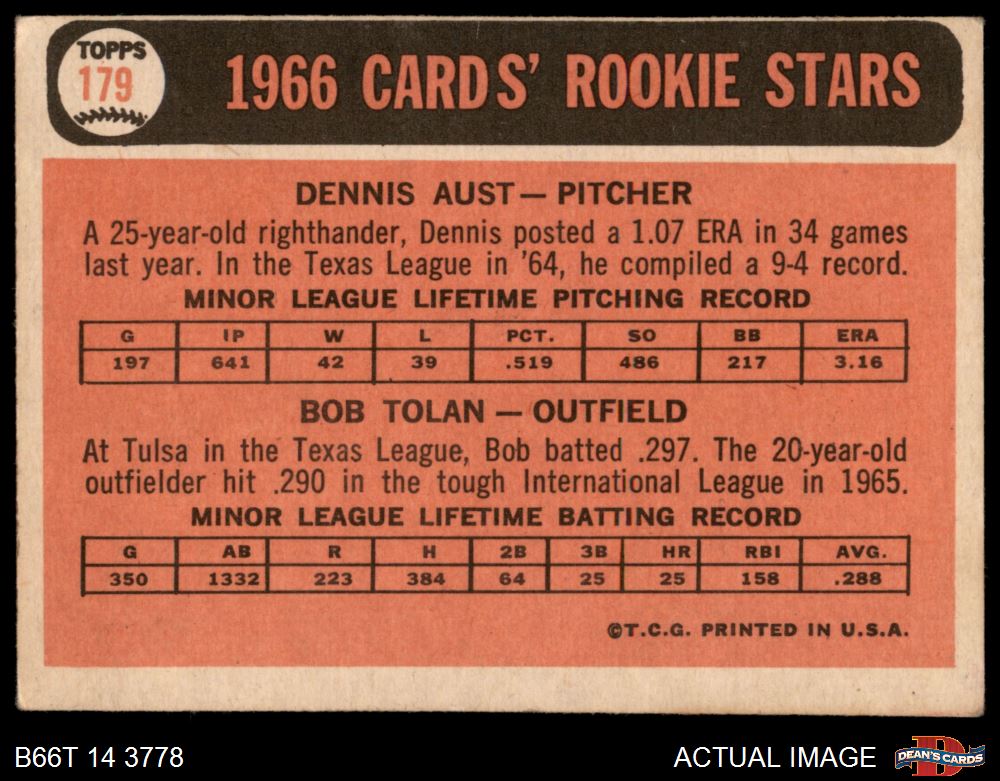 TOPPS
179
1966 CARDS' ROOKIE STARS
DENNIS AUST — PITCHER
A 25-year-old righthander, Dennis posted a 1.07 ERA in 34 games
last year. In the Texas League in '64, he compiled a 9-4 record.
MINOR LEAGUE LIFETIME PITCHING RECORD
G IP W L PCT. SO BB ERA
197 641 42 39 .519 486 217 3.16
BOB TOLAN — OUTFIELD
At Tulsa in the Texas League, Bob batted .297. The 20-year-old
outfielder hit .290 in the tough International League in 1965.
MINOR LEAGUE LIFETIME BATTING RECORD
G AB R H 2B 3B HR RBI AVG.
350 1332 223 384 64 25 25 158 .288
©T.C.G. PRINTED IN U.S.A.
B66T 14 3778
ACTUAL IMAGE
D
DEAN'S CARDS